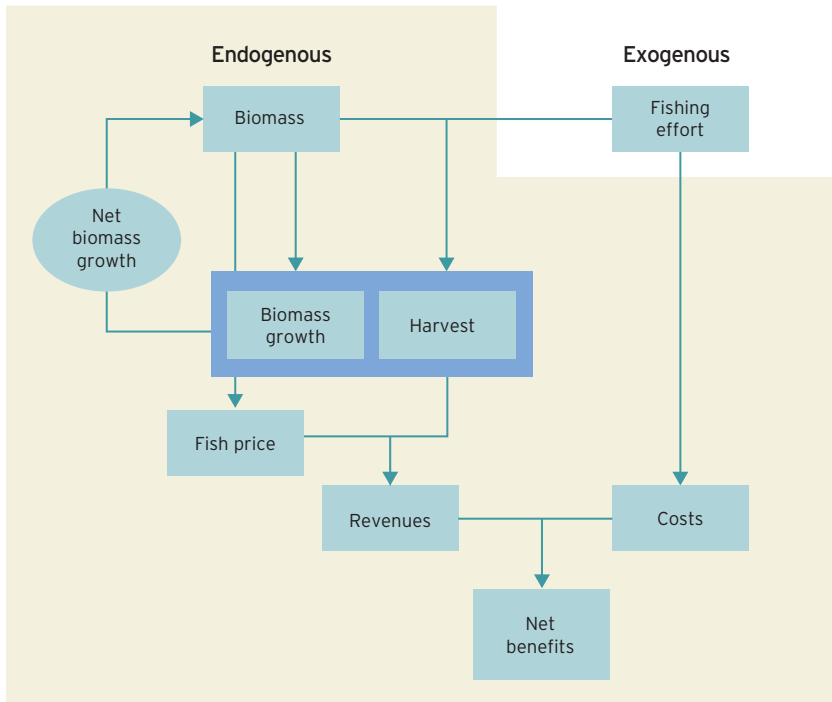 Endogenous
Exogenous
Biomass
Fishing
effort
Net
biomass
growth
Biomass
growth
Harvest
Fish price
Revenues
Costs
Net
benefits